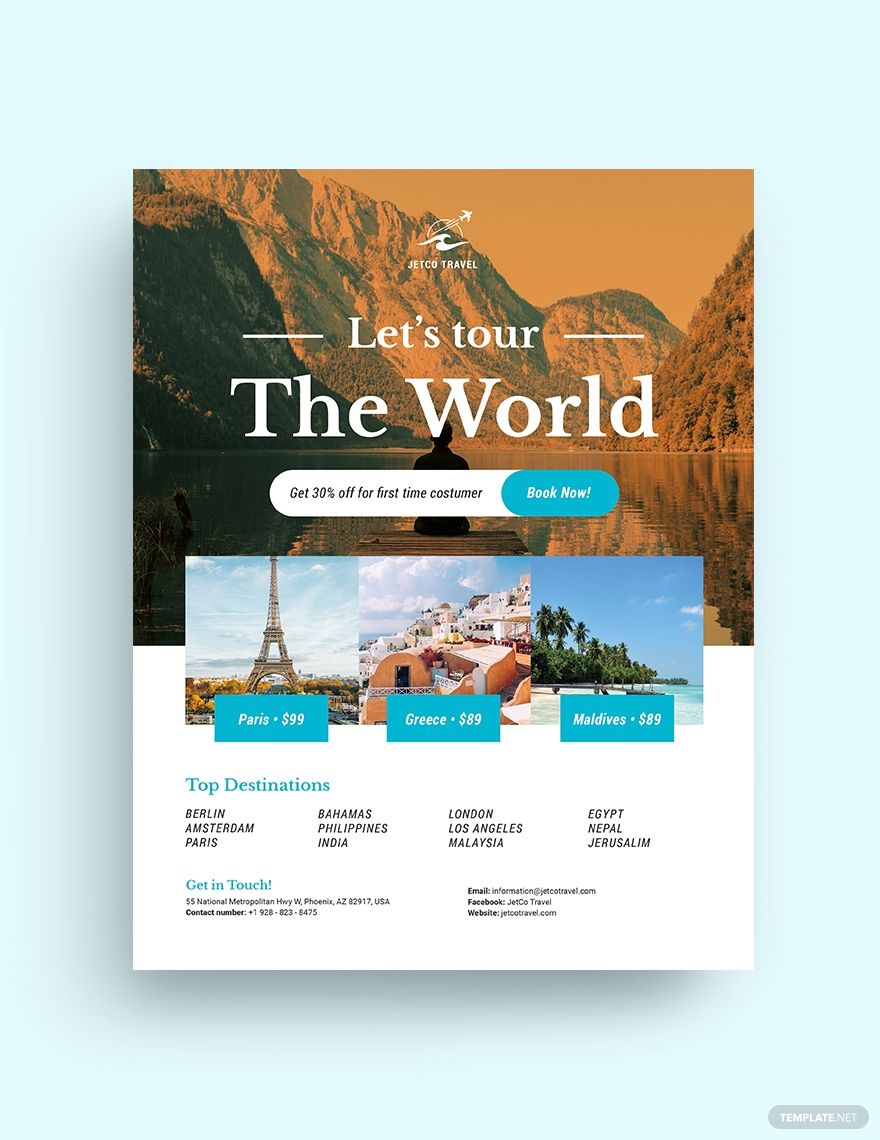 JETCO TRAVEL
Let's tour
The World
Get 30% off for first time costumer
Book Now!
Paris • $99
Greece • $89
Maldives • $89
Top Destinations
BERLIN
AMSTERDAM
PARIS
BAHAMAS
PHILIPPINES
INDIA
LONDON
LOS ANGELES
MALAYSIA
EGYPT
NEPAL
JERUSALIM
Get in Touch!
55 National Metropolitan Hwy W, Phoenix, AZ 82917, USA
Contact number: +1 928 - 823 - 8475
Email: information@jetcotravel.com
Facebook: JetCo Travel
Website: jetcotravel.com
TEMPLATE.NET